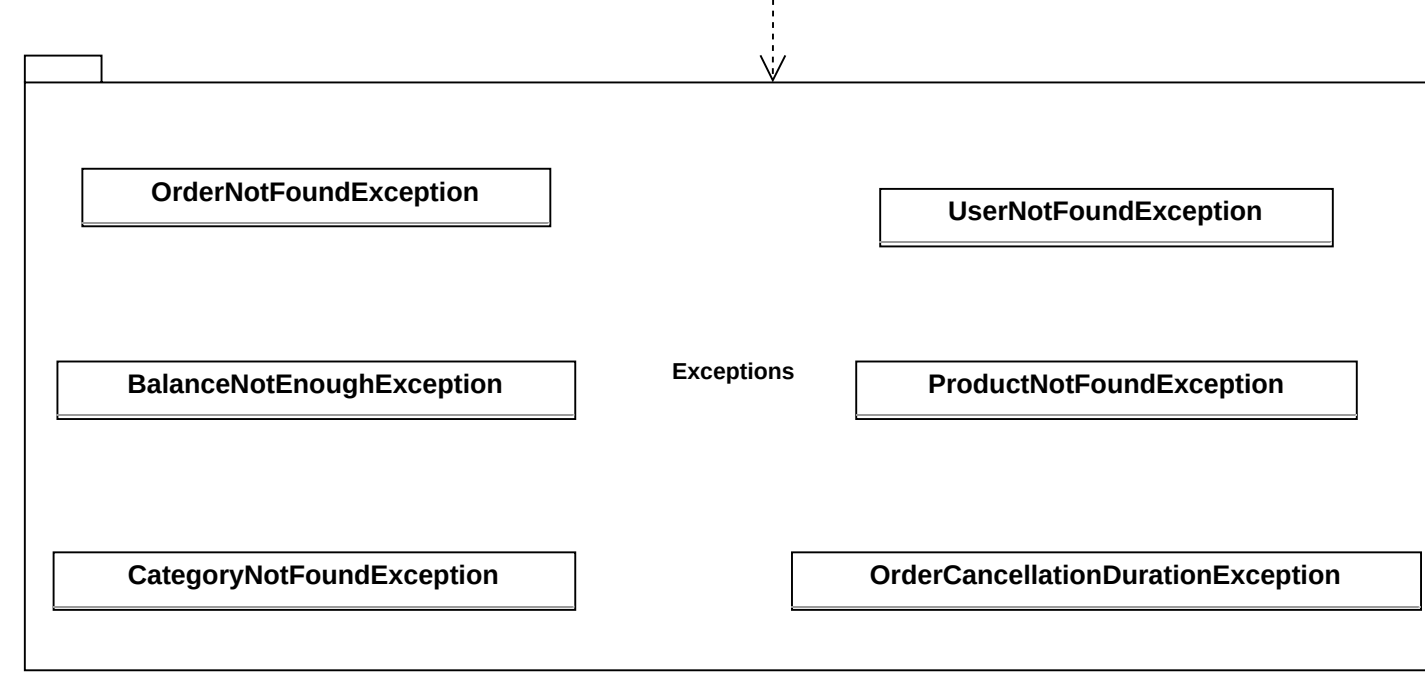 OrderNotFoundException
UserNotFoundException
BalanceNotEnoughException
Exceptions
ProductNotFoundException
CategoryNotFoundException
OrderCancellationDurationException